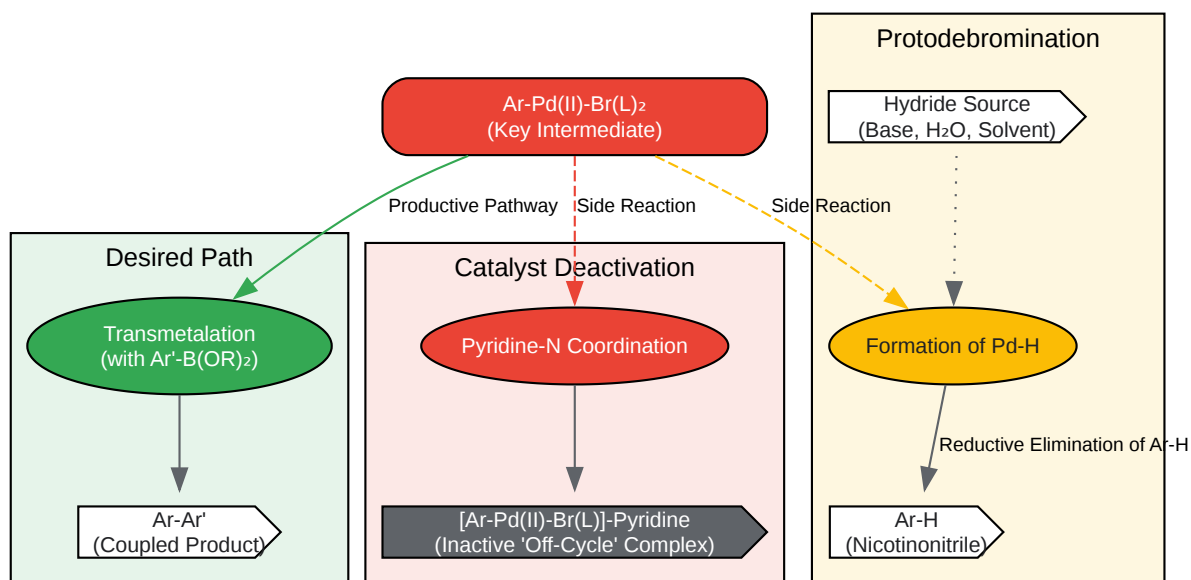 Protodebromination
Ar-Pd(II)-Br(L)₂
(Key Intermediate)
Hydride Source
(Base, H₂O, Solvent)
Productive Pathway
Side Reaction
Side Reaction
Desired Path
Catalyst Deactivation
Transmetalation
(with Ar'-B(OR)₂)
Pyridine-N Coordination
Formation of Pd-H
Reductive Elimination of Ar-H
Ar-Ar'
(Coupled Product)
[Ar-Pd(II)-Br(L)]-Pyridine
(Inactive 'Off-Cycle' Complex)
Ar-H
(Nicotinonitrile)